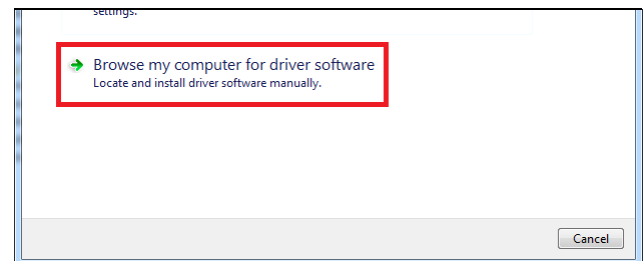 settings.
Browse my computer for driver software
Locate and install driver software manually.
Cancel